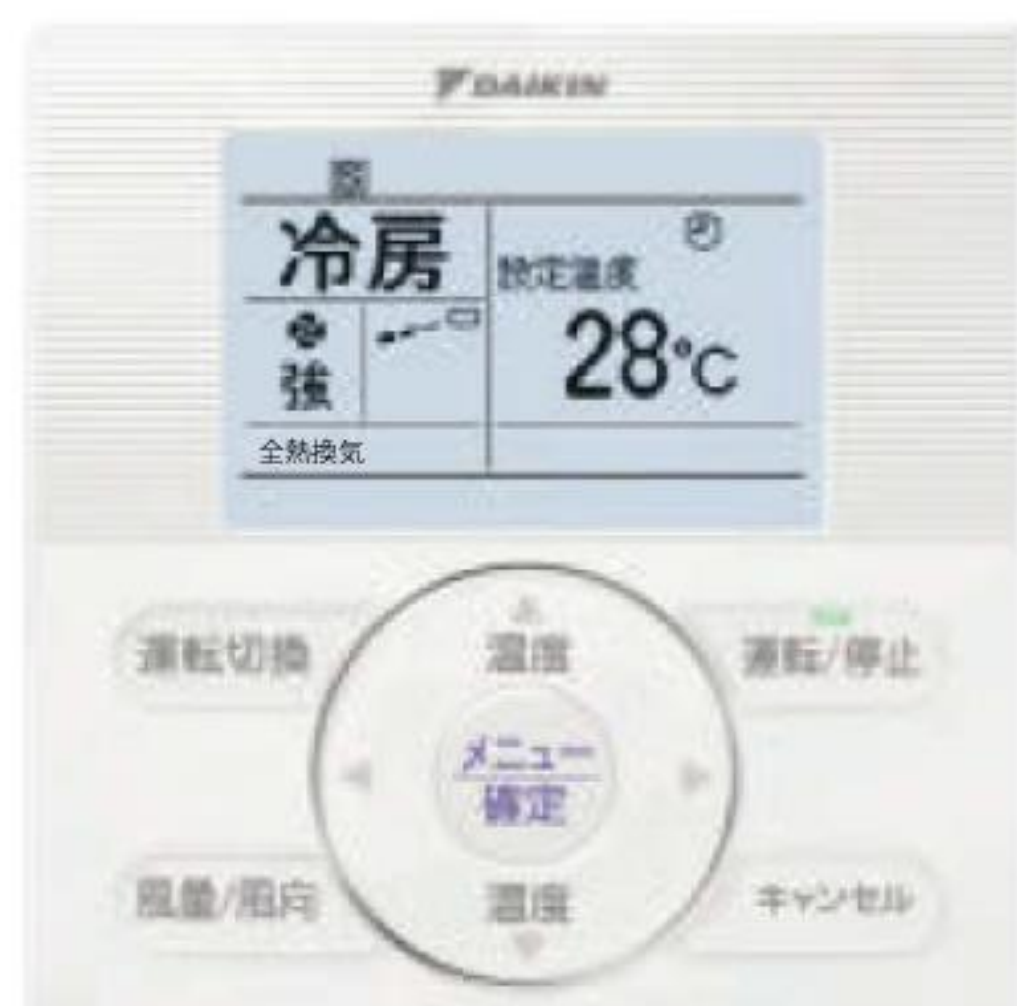 DAIKIN
冷房
設定温度
28°C
強
全熱換気
運転切換
温度
運転/停止
メニュー
確定
風量/風向
温度
キャンセル